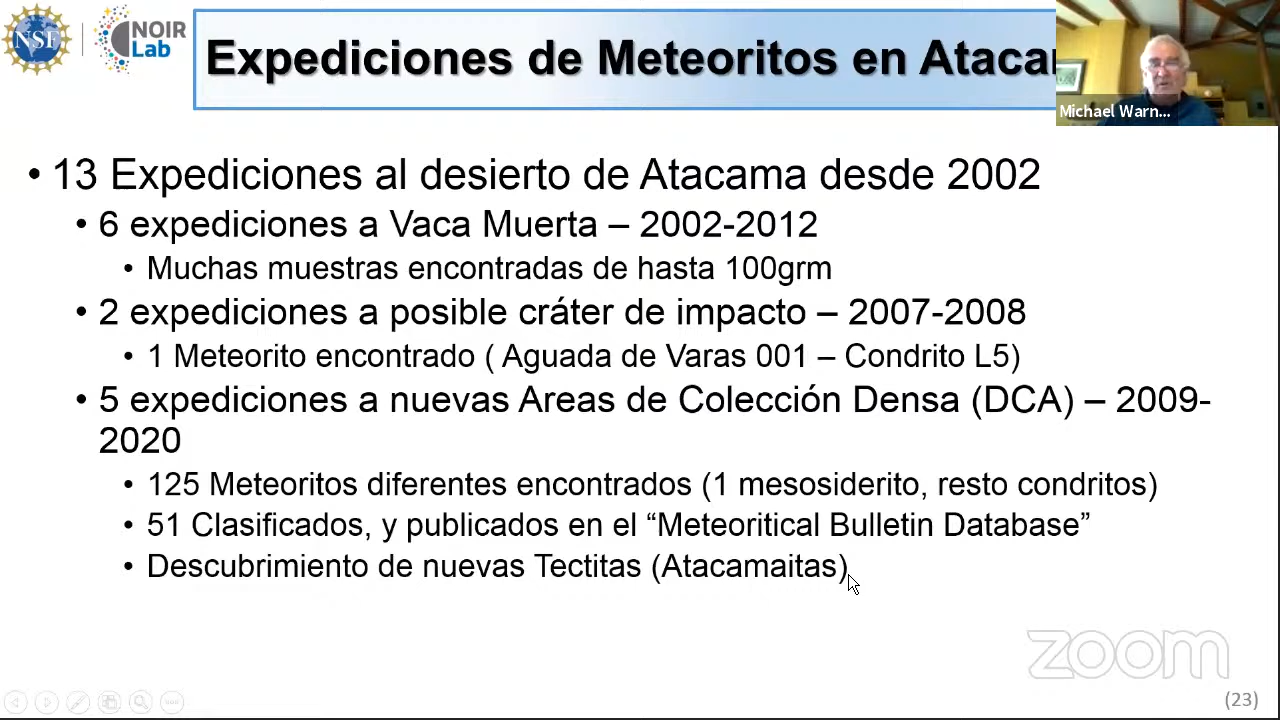 NSF
NOIR
Lab
Expediciones de Meteoritos en Ataca
Michael Warn...
• 13 Expediciones al desierto de Atacama desde 2002
• 6 expediciones a Vaca Muerta – 2002-2012
• Muchas muestras encontradas de hasta 100grm
• 2 expediciones a posible cráter de impacto – 2007-2008
• 1 Meteorito encontrado ( Aguada de Varas 001 – Condrito L5)
• 5 expediciones a nuevas Areas de Colección Densa (DCA) – 2009-
2020
• 125 Meteoritos diferentes encontrados (1 mesosiderito, resto condritos)
• 51 Clasificados, y publicados en el “Meteoritical Bulletin Database”
• Descubrimiento de nuevas Tectitas (Atacamaitas)
zoom
(23)